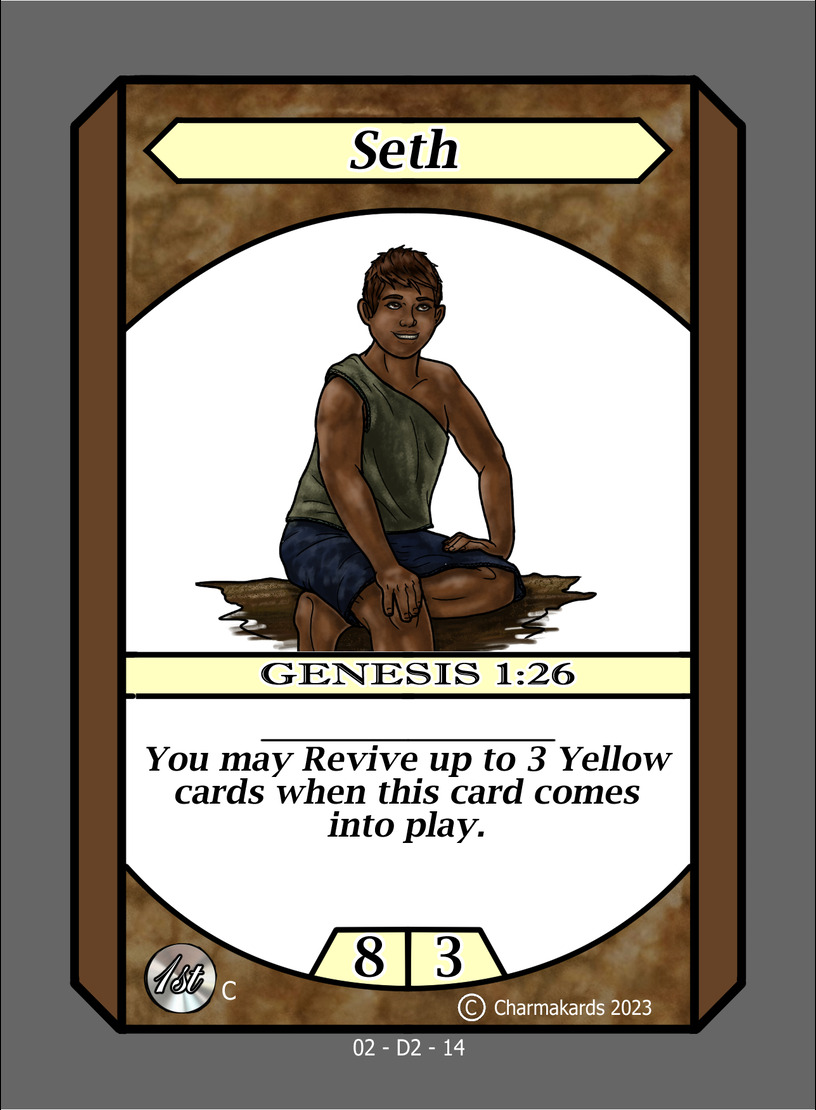 Seth
GENESIS 1:26
You may Revive up to 3 Yellow
cards when this card comes
into play.
8 3
1st C
© Charmakards 2023
02 - D2 - 14